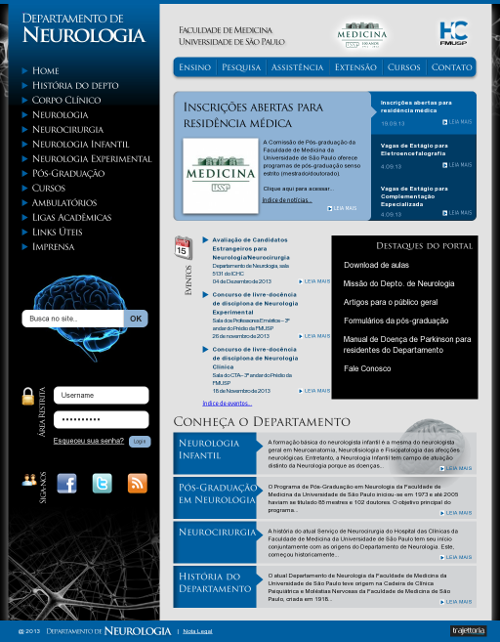 Departamento de
Neurologia
Home
História do depto
Corpo Clínico
Neurologia
Neurocirurgia
Neurologia Infantil
Neurologia Experimental
Pós-Graduação
Cursos
Ambulatórios
Ligas Acadêmicas
Links Úteis
Imprensa
Busca no site.. OK
Área Restrita
Username
••••••••••
Esqueceu sua senha? Login
Siga-nos
Faculdade de Medicina
Universidade de São Paulo
MEDICINA
HC
FMUSP
Ensino Pesquisa Assistência Extensão Cursos Contato
Inscrições abertas para
residência médica
MEDICINA
USP
A Comissão de Pós-graduação da
Faculdade de Medicina da
Universidade de São Paulo oferece
programas de pós-graduação senso
estrito (mestrado/doutorado).
Clique aqui para acessar...
Índice de notícias...
LEIA MAIS
Inscrições abertas para
residência médica
19.09.13 LEIA MAIS
Vagas de Estágio para
Eletroencefalografia
4.09.13 LEIA MAIS
Vagas de Estágio para
Complementação
Especializada
4.09.13 LEIA MAIS
15
Eventos
Avaliação de Candidatos
Estrangeiros para
Neurologia/Neurocirurgia
Departamento de Neurologia, sala
5131 do ICHC
04 de Dezembro de 2013 LEIA MAIS
Concurso de livre-docência
de disciplina de Neurologia
Experimental
Sala dos Professores Eméritos – 3º
andar do Prédio da FMUSP
26 de novembro de 2013 LEIA MAIS
Concurso de livre-docência
de disciplina de Neurologia
Clínica
Sala do CTA – 3º andar do Prédio da
FMUSP
18 de Novembro de 2013 LEIA MAIS
Índice de eventos...
Destaques do portal
Download de aulas
Missão do Depto. de Neurologia
Artigos para o público geral
Formulários da pós-graduação
Manual de Doença de Parkinson para
residentes do Departamento
Fale Conosco
Conheça o Departamento
Neurologia
Infantil
A formação básica do neurologista infantil é a mesma do neurologista
geral em Neuroanatomia, Neurofisiologia e Fisiopatologia das afecções
neurológicas. Entretanto, a Neurologia Infantil tem campo de atuação
distinto da Neurologia porque as doenças...
LEIA MAIS
Pós-Graduação
em Neurologia
O Programa de Pós-Graduação em Neurologia da Faculdade de
Medicina de Universidade de São Paulo iniciou-se em 1973 e até 2005
haviam se titulado 85 mestres e 102 doutores. O objetivo principal do
programa...
LEIA MAIS
Neurocirurgia
A história do atual Serviço de Neurocirurgia do Hospital das Clínicas da
Faculdade de Medicina da Universidade de São Paulo tem seu início
conjuntamente com as origens do Departamento de Neurologia. Este,
começou historicamente...
LEIA MAIS
História do
Departamento
O atual Departamento de Neurologia da Faculdade de Medicina da
Universidade de São Paulo teve origem na Cadeira de Clínica
Psiquiátrica e Moléstias Nervosas da Faculdade de Medicina de São
Paulo, criada em 1918...
LEIA MAIS
@ 2013 Departamento de Neurologia | Nota Legal
trajettoria